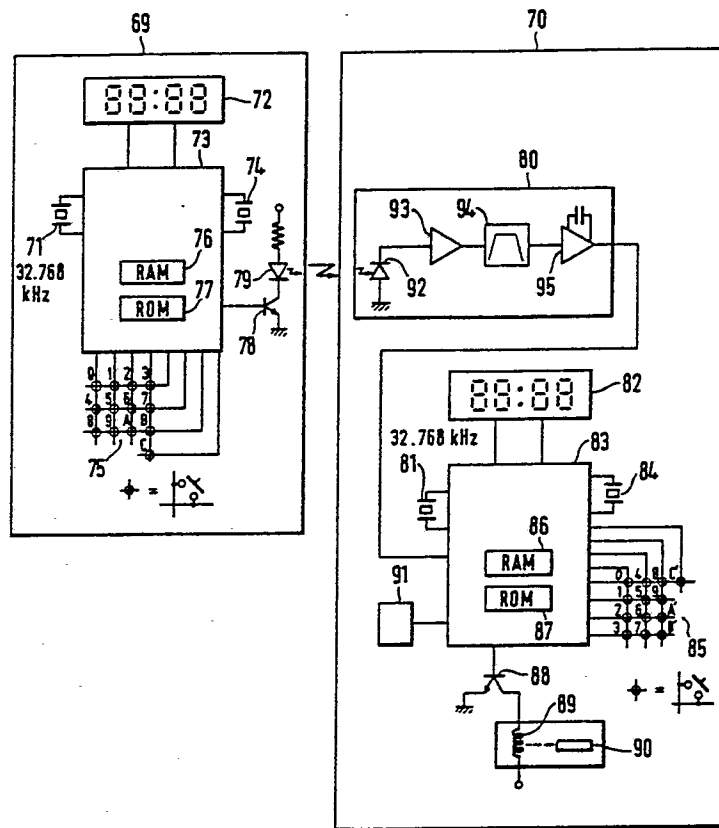 69
70
88:88
72
73
74
71
32.768
kHz
RAM
76
ROM
77
79
78
0 1 2 3
4 5 6 7
8 9 A B
C
75
=
80
93
94
92
95
88:88
82
32.768 kHz
83
81
84
RAM
86
ROM
87
91
0 4 8 C
1 5 9
2 6 A
3 7 B
85
88
=
89
90